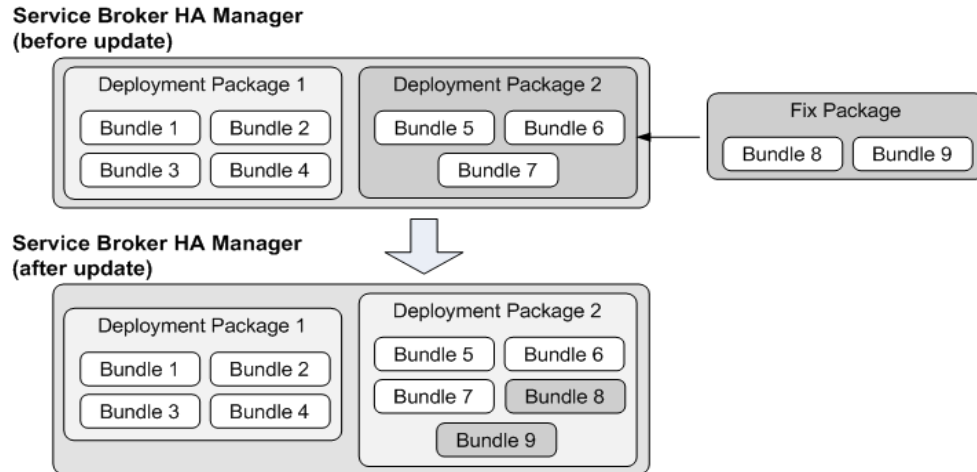 Service Broker HA Manager
(before update)
Deployment Package 1
Bundle 1
Bundle 2
Bundle 3
Bundle 4
Deployment Package 2
Bundle 5
Bundle 6
Bundle 7
Fix Package
Bundle 8
Bundle 9
Service Broker HA Manager
(after update)
Deployment Package 1
Bundle 1
Bundle 2
Bundle 3
Bundle 4
Deployment Package 2
Bundle 5
Bundle 6
Bundle 7
Bundle 8
Bundle 9